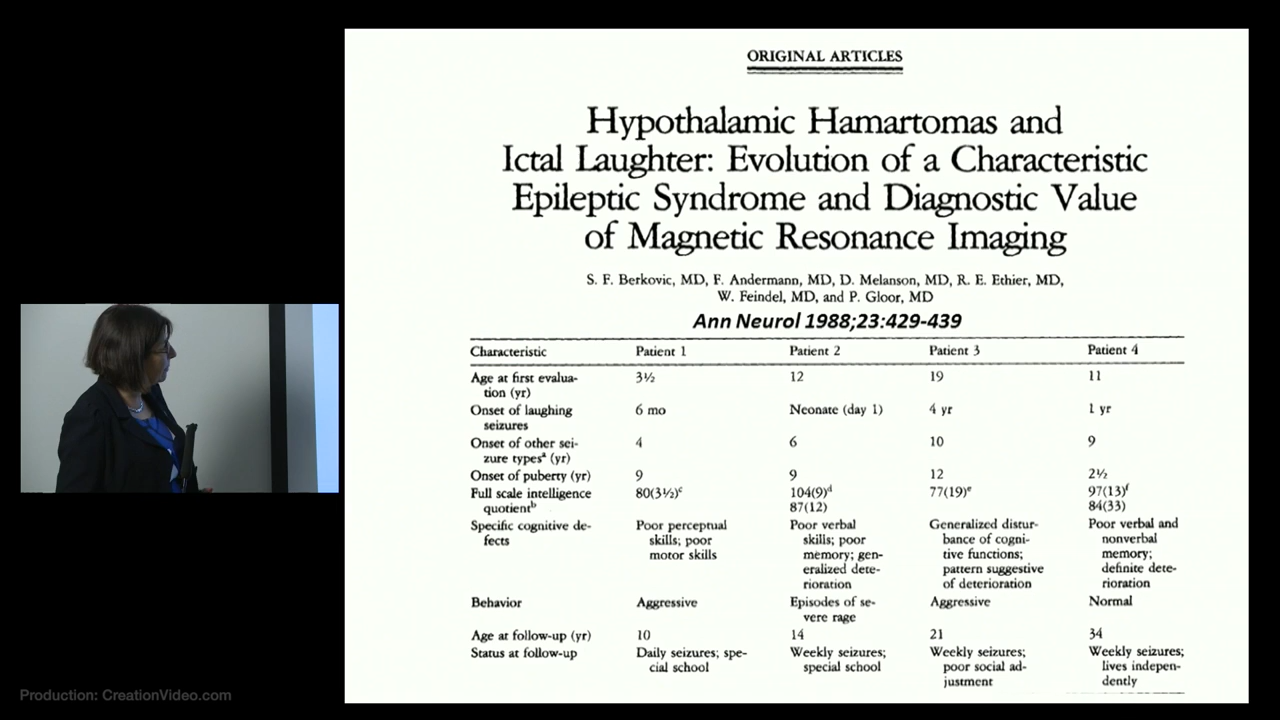 ORIGINAL ARTICLES
Hypothalamic Hamartomas and
Ictal Laughter: Evolution of a Characteristic
Epileptic Syndrome and Diagnostic Value
of Magnetic Resonance Imaging
S. F. Berkovic, MD, F. Andermann, MD, D. Melanson, MD, R. E. Ethier, MD,
W. Feindel, MD, and P. Gloor, MD
Ann Neurol 1988;23:429-439
Characteristic Patient 1 Patient 2 Patient 3 Patient 4
Age at first evalua- 3½ 12 19 11
tion (yr)
Onset of laughing 6 mo Neonate (day 1) 4 yr 1 yr
seizures
Onset of other sei- 4 6 10 9
zure typesᵃ (yr)
Onset of puberty (yr) 9 9 12 2½
Full scale intelligence 80(3½)ᶜ 104(9)ᵈ 77(19)ᵉ 97(13)ᶠ
quotientᵇ 87(12) 84(33)
Specific cognitive de- Poor perceptual Poor verbal Generalized distur- Poor verbal and
fects skills; poor skills; poor bance of cogni- nonverbal
motor skills memory; gen- tive functions; memory;
eralized dete- pattern suggestive definite dete-
rioration of deterioration rioration
Behavior Aggressive Episodes of se- Aggressive Normal
vere rage
Age at follow-up (yr) 10 14 21 34
Status at follow-up Daily seizures; spe- Weekly seizures; Weekly seizures; Weekly seizures;
cial school special school poor social ad- lives indepen-
justment dently
Production: CreationVideo.com